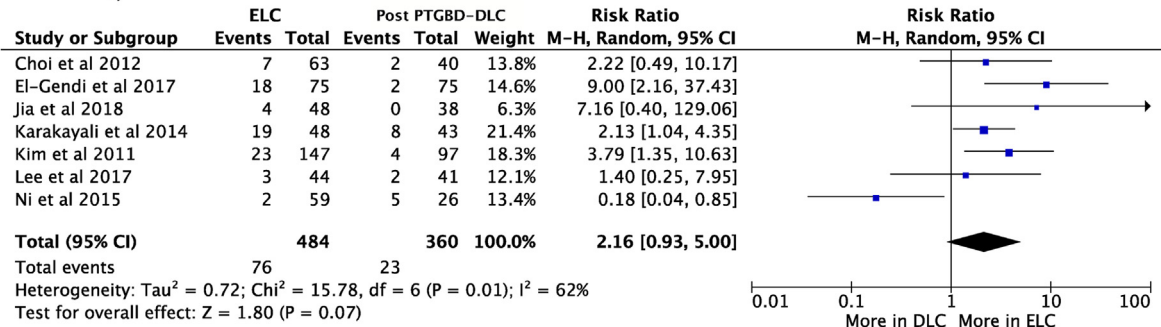 ELC Post PTGBD-DLC Risk Ratio Risk Ratio
Study or Subgroup Events Total Events Total Weight M-H, Random, 95% CI M-H, Random, 95% CI
Choi et al 2012 7 63 2 40 13.8% 2.22 [0.49, 10.17]
El-Gendi et al 2017 18 75 2 75 14.6% 9.00 [2.16, 37.43]
Jia et al 2018 4 48 0 38 6.3% 7.16 [0.40, 129.06]
Karakayali et al 2014 19 48 8 43 21.4% 2.13 [1.04, 4.35]
Kim et al 2011 23 147 4 97 18.3% 3.79 [1.35, 10.63]
Lee et al 2017 3 44 2 41 12.1% 1.40 [0.25, 7.95]
Ni et al 2015 2 59 5 26 13.4% 0.18 [0.04, 0.85]
Total (95% CI) 484 360 100.0% 2.16 [0.93, 5.00]
Total events 76 23
Heterogeneity: Tau² = 0.72; Chi² = 15.78, df = 6 (P = 0.01); I² = 62%
Test for overall effect: Z = 1.80 (P = 0.07)
0.01 0.1 1 10 100
More in DLC More in ELC